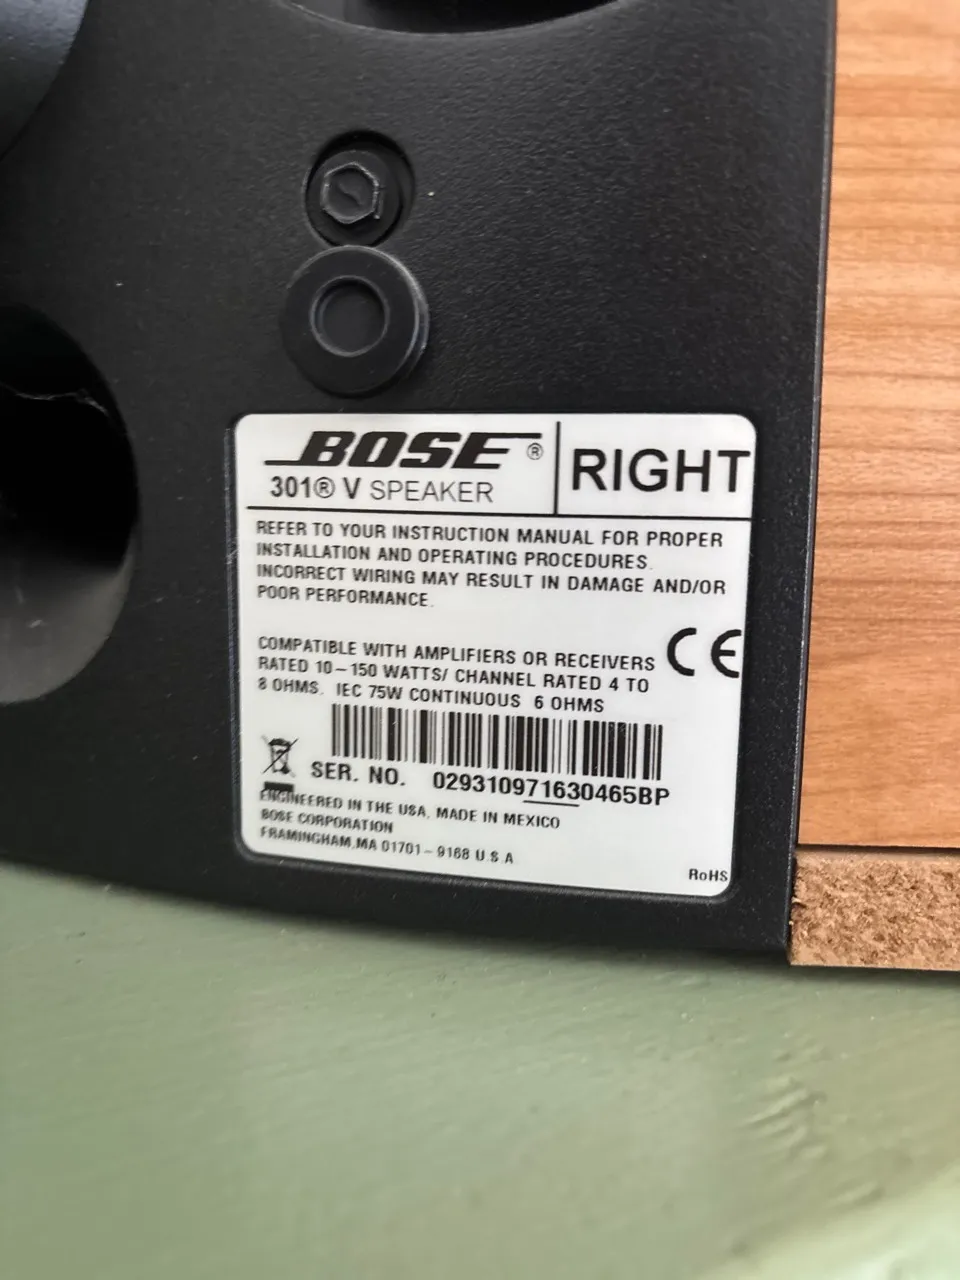 BOSE®
301® V SPEAKER
RIGHT
REFER TO YOUR INSTRUCTION MANUAL FOR PROPER
INSTALLATION AND OPERATING PROCEDURES.
INCORRECT WIRING MAY RESULT IN DAMAGE AND/OR
POOR PERFORMANCE.
COMPATIBLE WITH AMPLIFIERS OR RECEIVERS
RATED 10–150 WATTS/ CHANNEL RATED 4 TO
8 OHMS. IEC 75W CONTINUOUS 6 OHMS
CE
SER. NO. 029310971630465BP
ENGINEERED IN THE USA, MADE IN MEXICO
BOSE CORPORATION
FRAMINGHAM,MA 01701–9168 U.S.A
RoHS